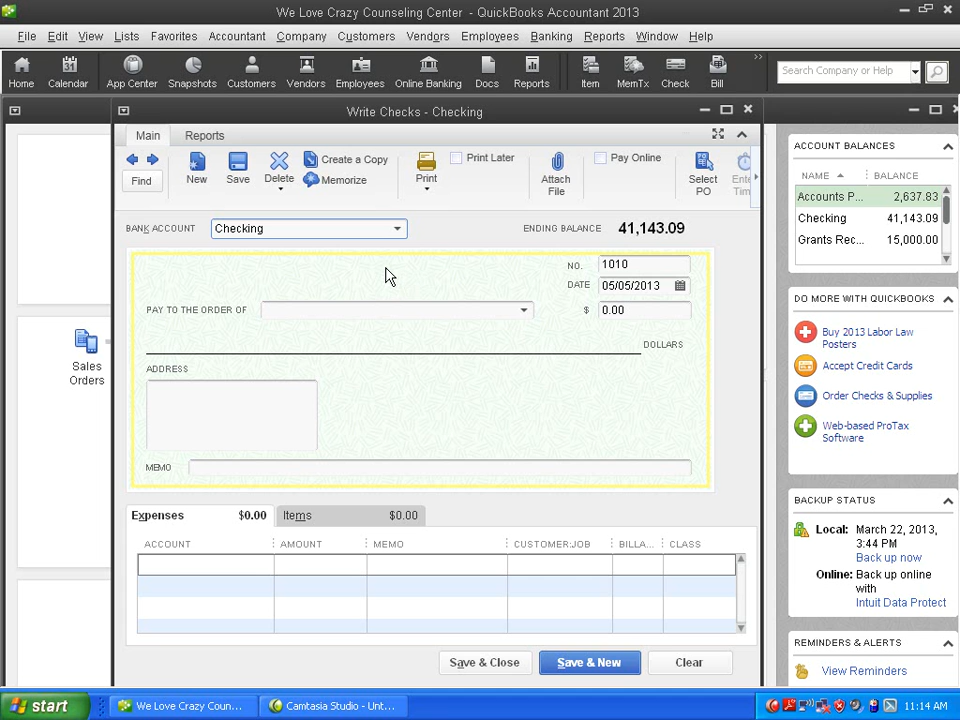 We Love Crazy Counseling Center - QuickBooks Accountant 2013
File Edit View Lists Favorites Accountant Company Customers Vendors Employees Banking Reports Window Help
Home Calendar App Center Snapshots Customers Vendors Employees Online Banking Docs Reports Item MemTx Check Bill
Search Company or Help
Write Checks - Checking
Main Reports
Find New Save Delete Create a Copy
Memorize
Print Print Later
Attach
File
Pay Online
Select
PO
Ente
Tim
BANK ACCOUNT Checking ENDING BALANCE 41,143.09
NO. 1010
DATE 05/05/2013
PAY TO THE ORDER OF $ 0.00
DOLLARS
ADDRESS
MEMO
Expenses $0.00 Items $0.00
ACCOUNT AMOUNT MEMO CUSTOMER:JOB BILLA... CLASS
Save & Close Save & New Clear
Sales
Orders
ACCOUNT BALANCES
NAME BALANCE
Accounts P... 2,637.83
Checking 41,143.09
Grants Rec... 15,000.00
DO MORE WITH QUICKBOOKS
Buy 2013 Labor Law
Posters
Accept Credit Cards
Order Checks & Supplies
Web-based ProTax
Software
BACKUP STATUS
Local: March 22, 2013,
3:44 PM
Back up now
Online: Back up online
with
Intuit Data Protect
REMINDERS & ALERTS
View Reminders
start We Love Crazy Coun... Camtasia Studio - Unt... 11:14 AM